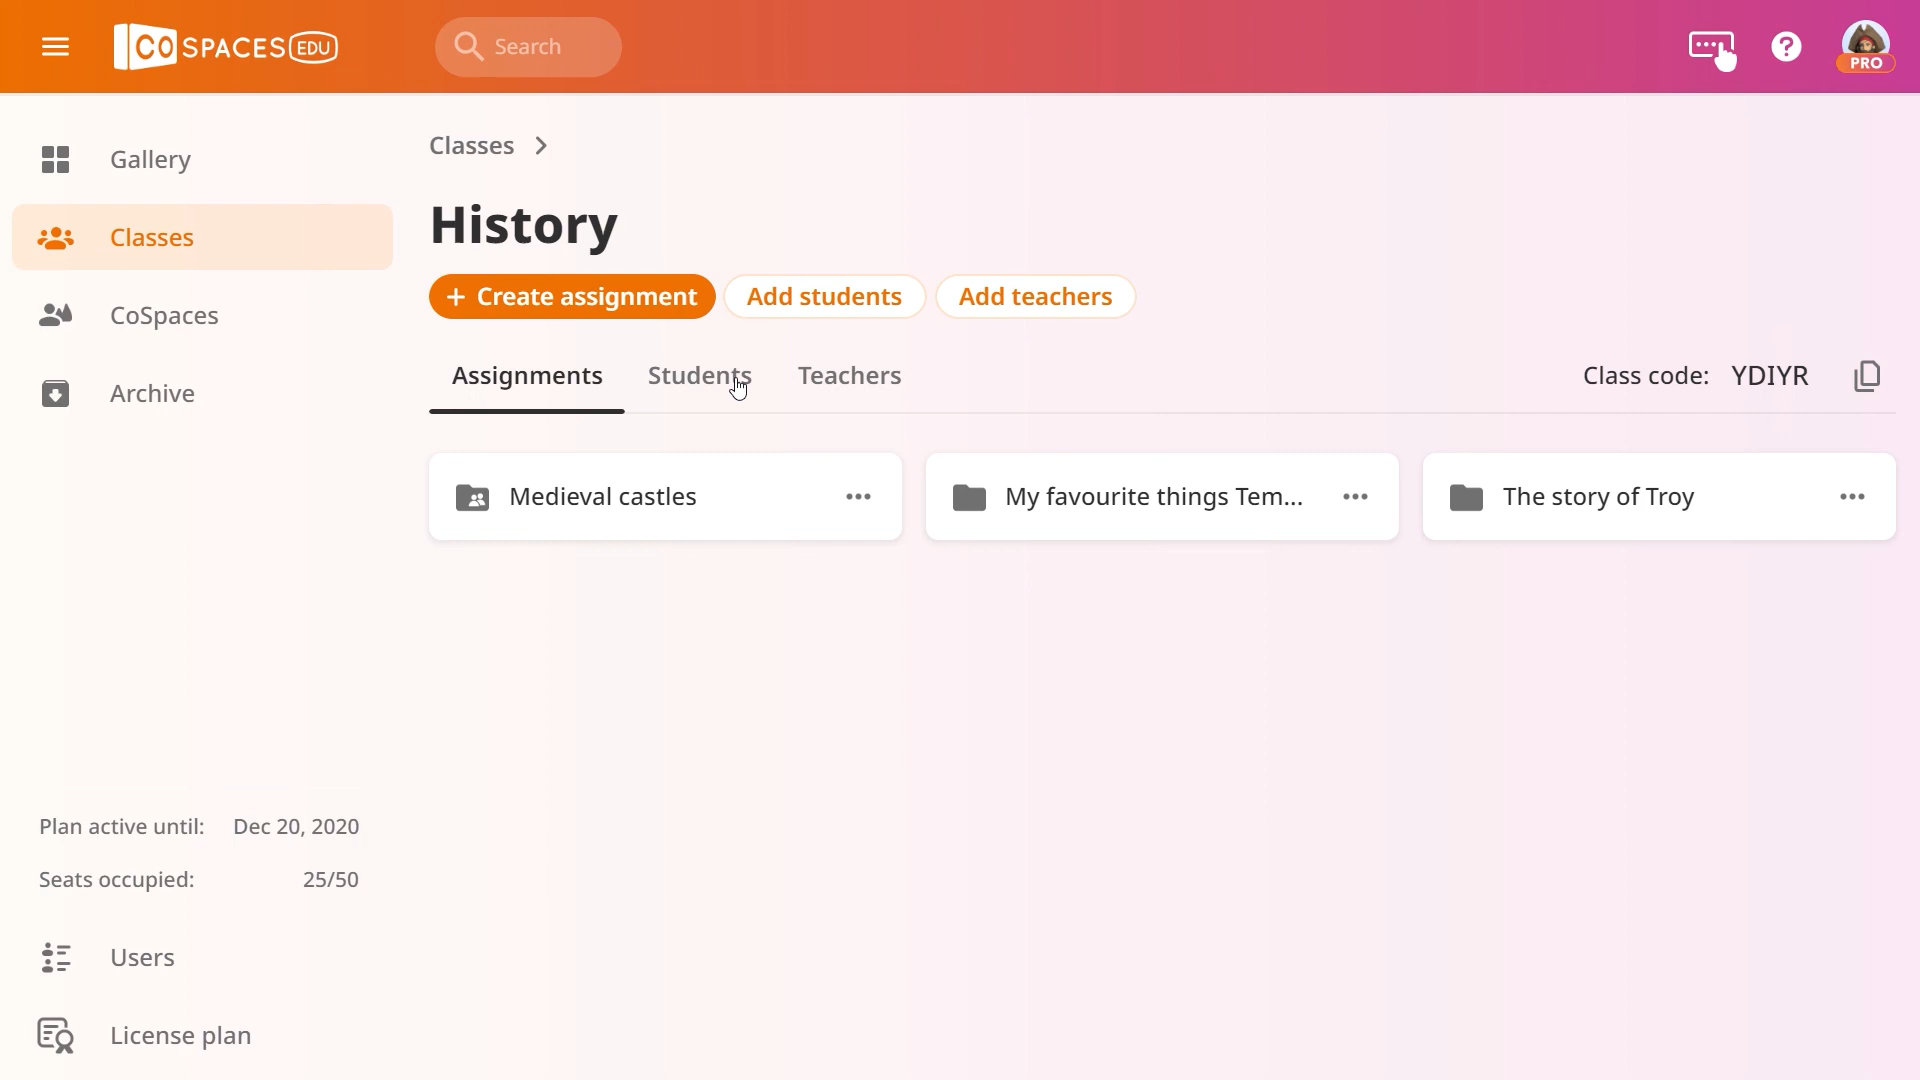 COSPACES EDU
Search
PRO
Gallery
Classes
CoSpaces
Archive
Plan active until: Dec 20, 2020
Seats occupied: 25/50
Users
License plan
Classes
History
+ Create assignment
Add students
Add teachers
Assignments
Students
Teachers
Class code: YDIYR
Medieval castles
My favourite things Tem...
The story of Troy